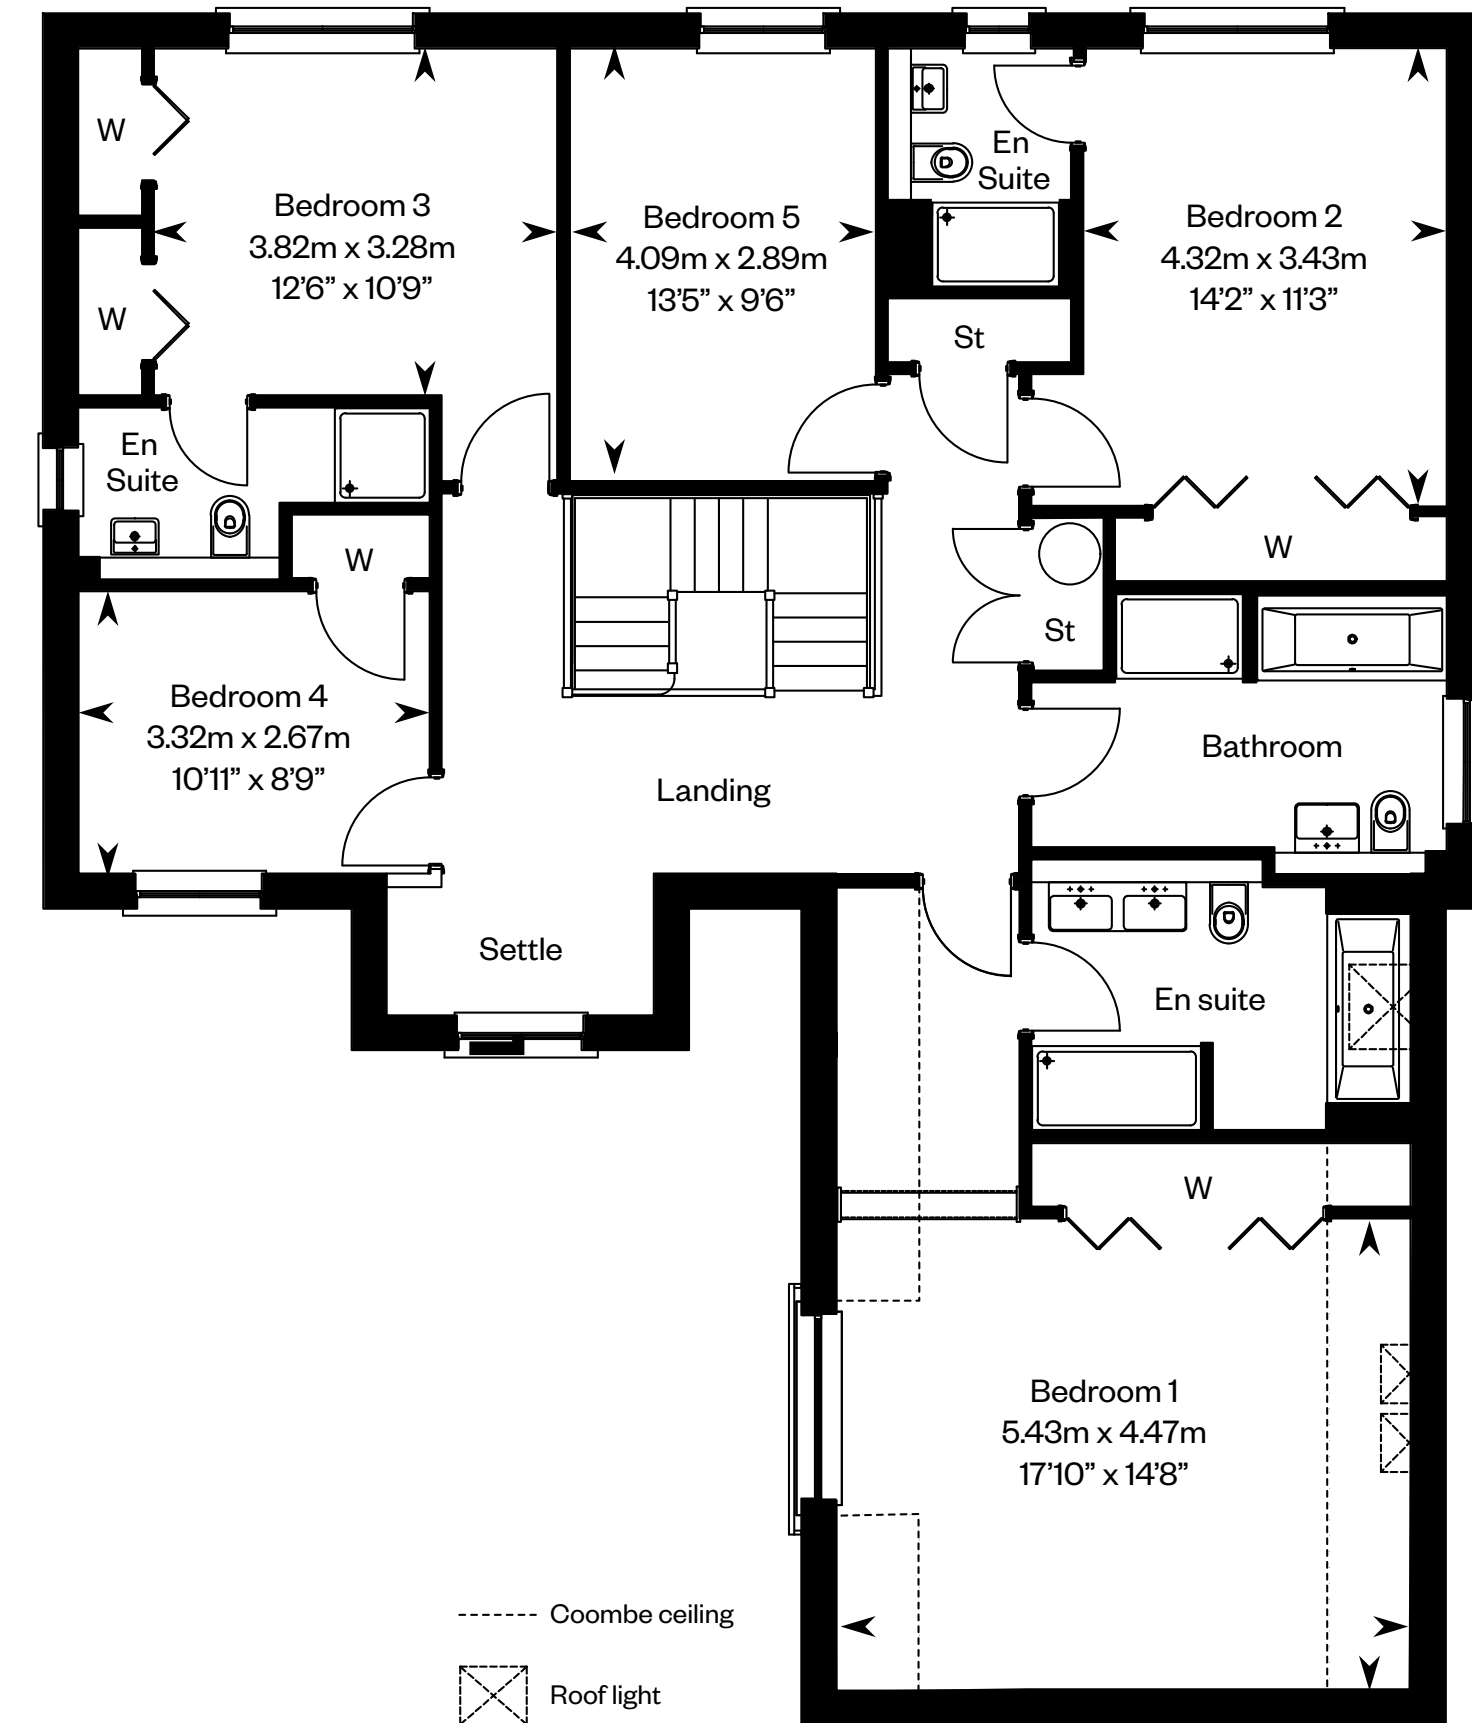 W
Bedroom 3
3.82m x 3.28m
12’6” x 10’9”
W
Bedroom 5
4.09m x 2.89m
13’5” x 9’6”
En
Suite
Bedroom 2
4.32m x 3.43m
14’2” x 11’3”
St
En
Suite
W
W
St
Bedroom 4
3.32m x 2.67m
10’11” x 8’9”
Landing
Bathroom
Settle
En suite
W
Bedroom 1
5.43m x 4.47m
17’10” x 14’8”
Coombe ceiling
Roof light